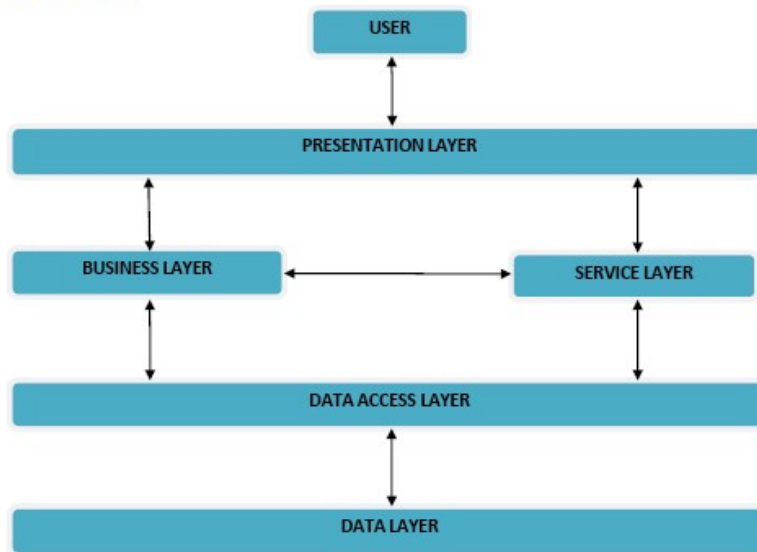 USER
PRESENTATION LAYER
BUSINESS LAYER
SERVICE LAYER
DATA ACCESS LAYER
DATA LAYER